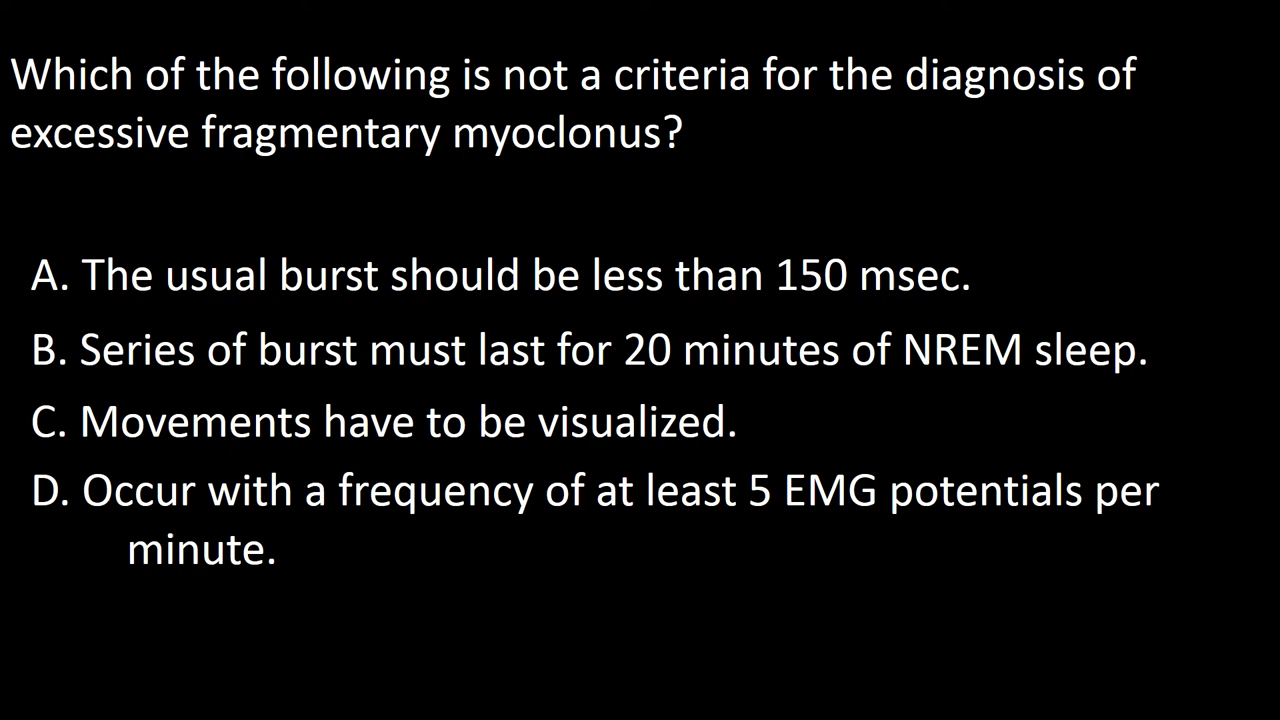 Which of the following is not a criteria for the diagnosis of
excessive fragmentary myoclonus?
A. The usual burst should be less than 150 msec.
B. Series of burst must last for 20 minutes of NREM sleep.
C. Movements have to be visualized.
D. Occur with a frequency of at least 5 EMG potentials per
minute.